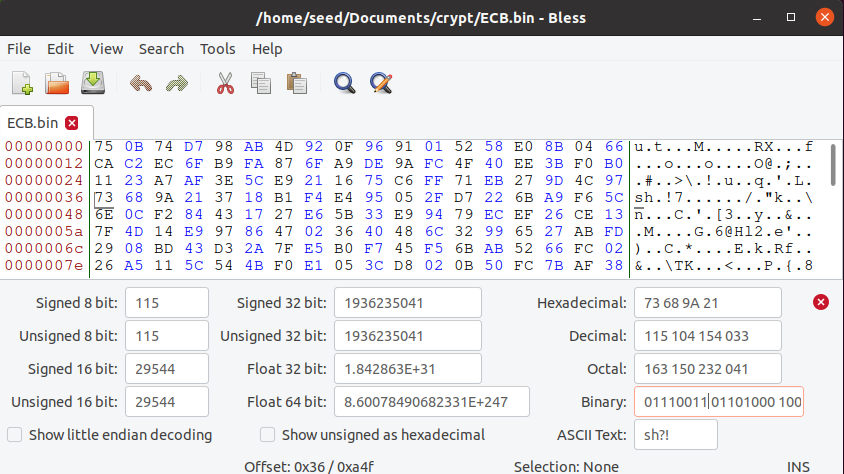 /home/seed/Documents/crypt/ECB.bin - Bless
File Edit View Search Tools Help
ECB.bin
00000000 75 0B 74 D7 98 AB 4D 92 0F 96 91 01 52 58 E0 8B 04 66 u.t...M.....RX...f
00000012 CA C2 EC 6F B9 FA 87 6F A9 DE 9A FC 4F 40 EE 3B F0 B0 ...o...o....O@.;..
00000024 11 23 A7 AF 3E 5C E9 21 16 75 C6 FF 71 EB 27 9D 4C 97 .#..>\.!.u..q.'.L.
00000036 73 68 9A 21 37 18 B1 F4 E4 95 05 2F D7 22 6B A9 F6 5C sh.!7....../."k..\
00000048 6E 0C F2 84 43 17 27 E6 5B 33 E9 94 79 EC EF 26 CE 13 n...C.'.[3..y..&..
0000005a 7F 4D 14 E9 97 86 47 02 36 40 48 6C 32 99 65 27 AB FD .M....G.6@Hl2.e'..
0000006c 29 08 BD 43 D3 2A 7F E5 B0 F7 45 F5 6B AB 52 66 FC 02 )..C.*....E.k.Rf..
0000007e 26 A5 11 5C 54 4B F0 E1 05 3C D8 02 0B 50 FC 7B AF 38 &..\TK...<...P.{.8
Signed 8 bit: 115 Signed 32 bit: 1936235041 Hexadecimal: 73 68 9A 21
Unsigned 8 bit: 115 Unsigned 32 bit: 1936235041 Decimal: 115 104 154 033
Signed 16 bit: 29544 Float 32 bit: 1.842863E+31 Octal: 163 150 232 041
Unsigned 16 bit: 29544 Float 64 bit: 8.60078490682331E+247 Binary: 01110011 01101000 100
Show little endian decoding Show unsigned as hexadecimal ASCII Text: sh?!
Offset: 0x36 / 0xa4f Selection: None INS